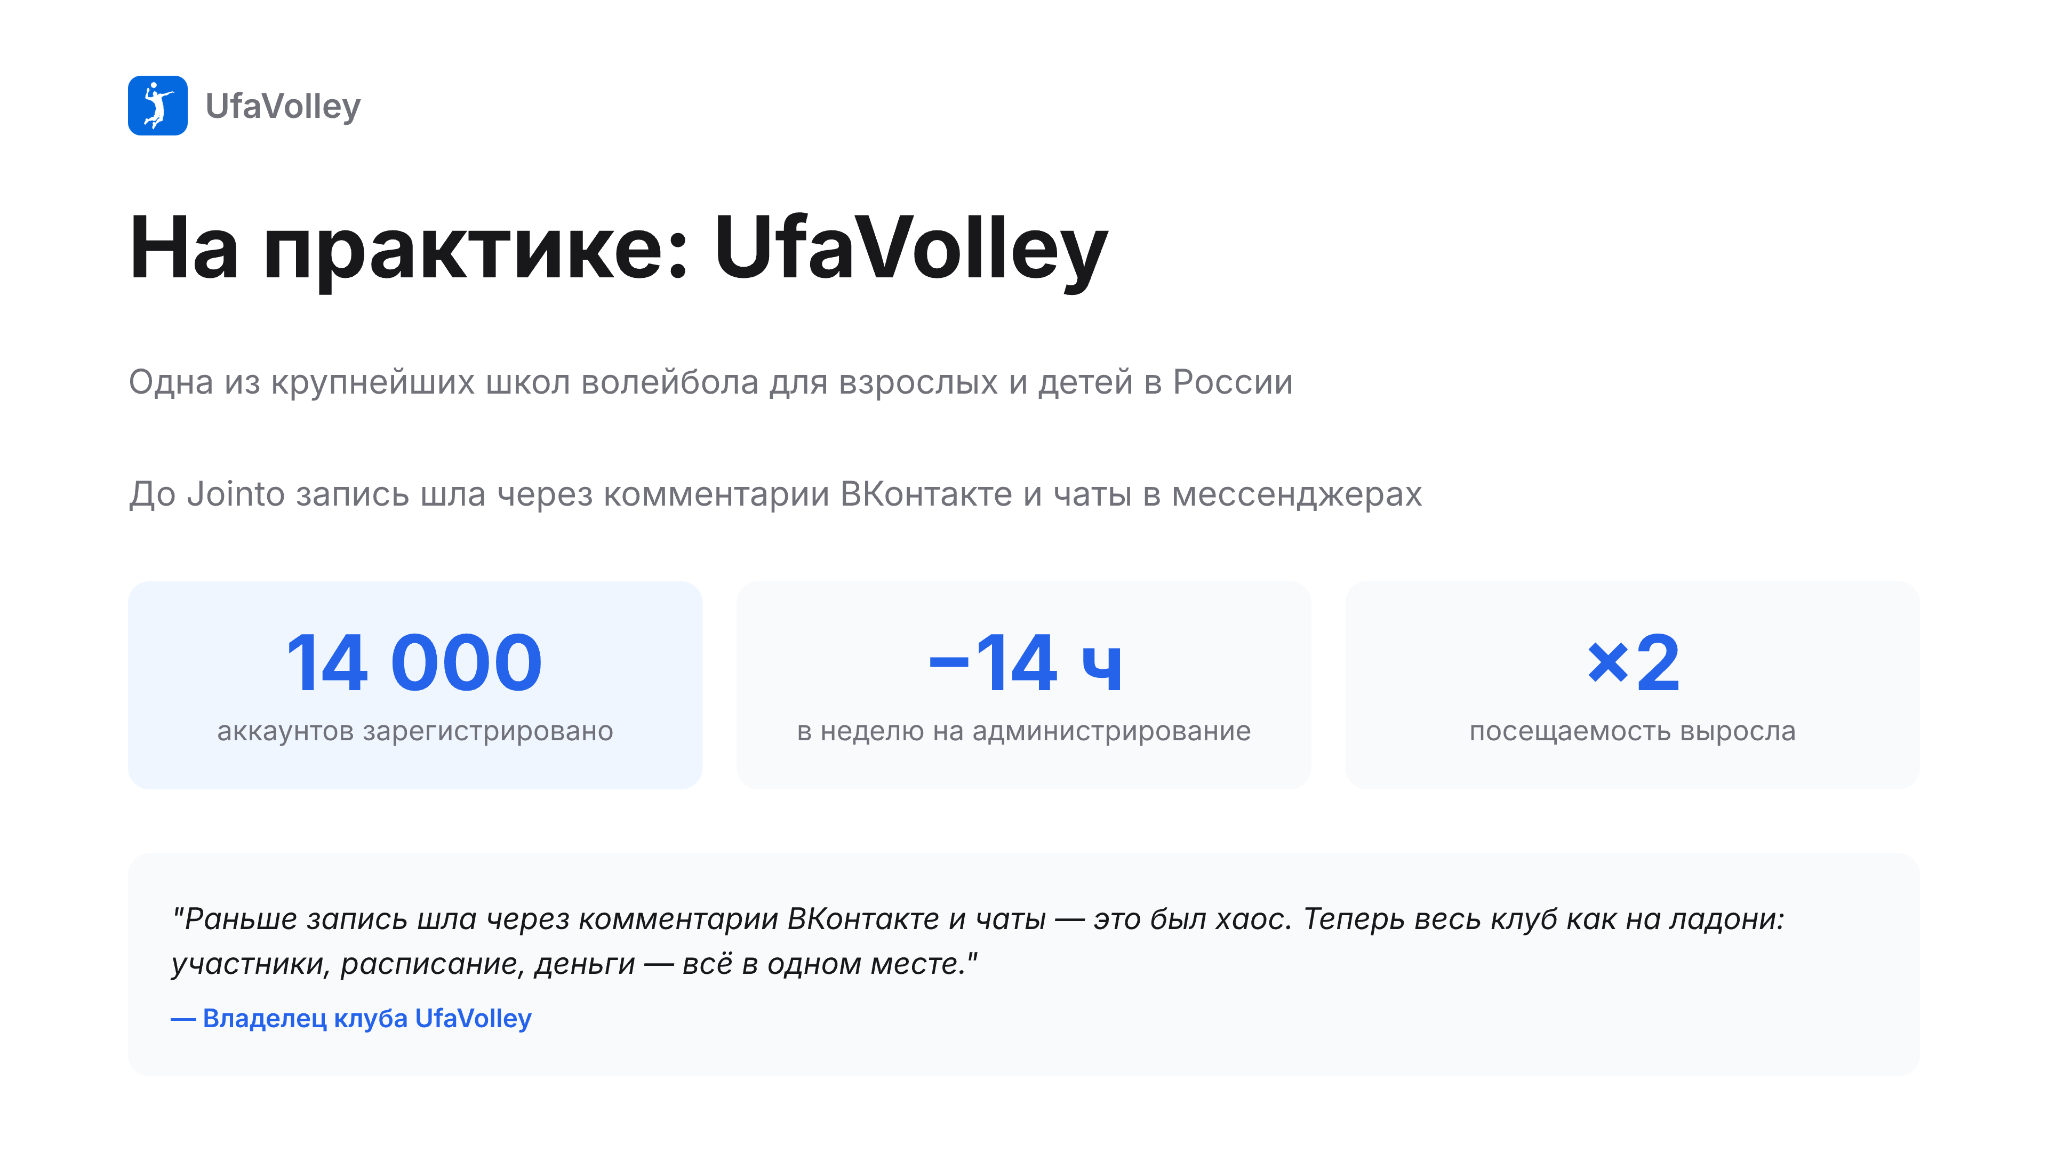 UfaVolley
На практике: UfaVolley
Одна из крупнейших школ волейбола для взрослых и детей в России
До Jointo запись шла через комментарии ВКонтакте и чаты в мессенджерах
14 000
аккаунтов зарегистрировано
−14 ч
в неделю на администрирование
×2
посещаемость выросла
"Раньше запись шла через комментарии ВКонтакте и чаты — это был хаос. Теперь весь клуб как на ладони:
участники, расписание, деньги — всё в одном месте."
— Владелец клуба UfaVolley